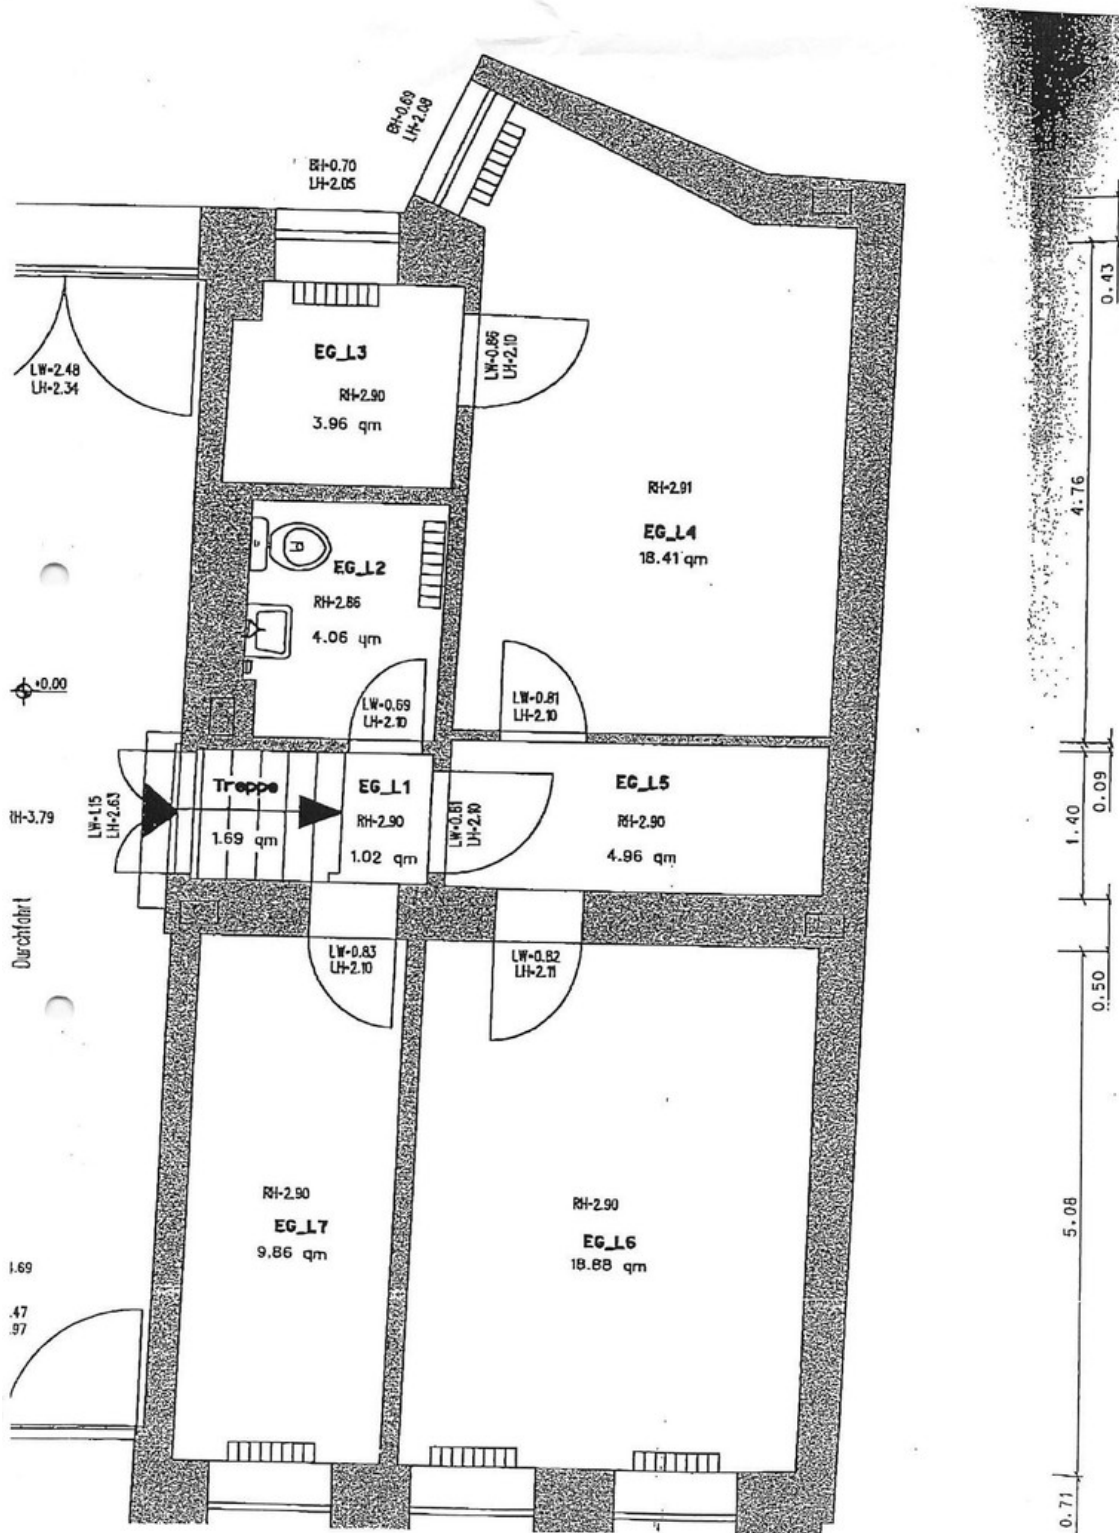 BH=0.69
LH=2.08
BH=0.70
LH=2.05
0.43
LW=2.48
LH=2.34
EG_L3
RH=2.90
3.96 qm
LW=0.86
LH=2.10
4.76
RH=2.91
EG_L4
18.41 qm
EG_L2
RH=2.86
4.06 qm
±0.00
LW=0.69
LH=2.10
LW=0.81
LH=2.10
RH=3.79
LW=1.15
LH=2.63
Treppe
1.69 qm
EG_L1
RH=2.90
1.02 qm
LW=0.81
LH=2.10
EG_L5
RH=2.90
4.96 qm
1.40
0.09
Durchfahrt
LW=0.83
LH=2.10
LW=0.82
LH=2.11
0.50
RH=2.90
EG_L7
9.86 qm
RH=2.90
EG_L6
18.88 qm
5.08
.69
.47
.97
0.71